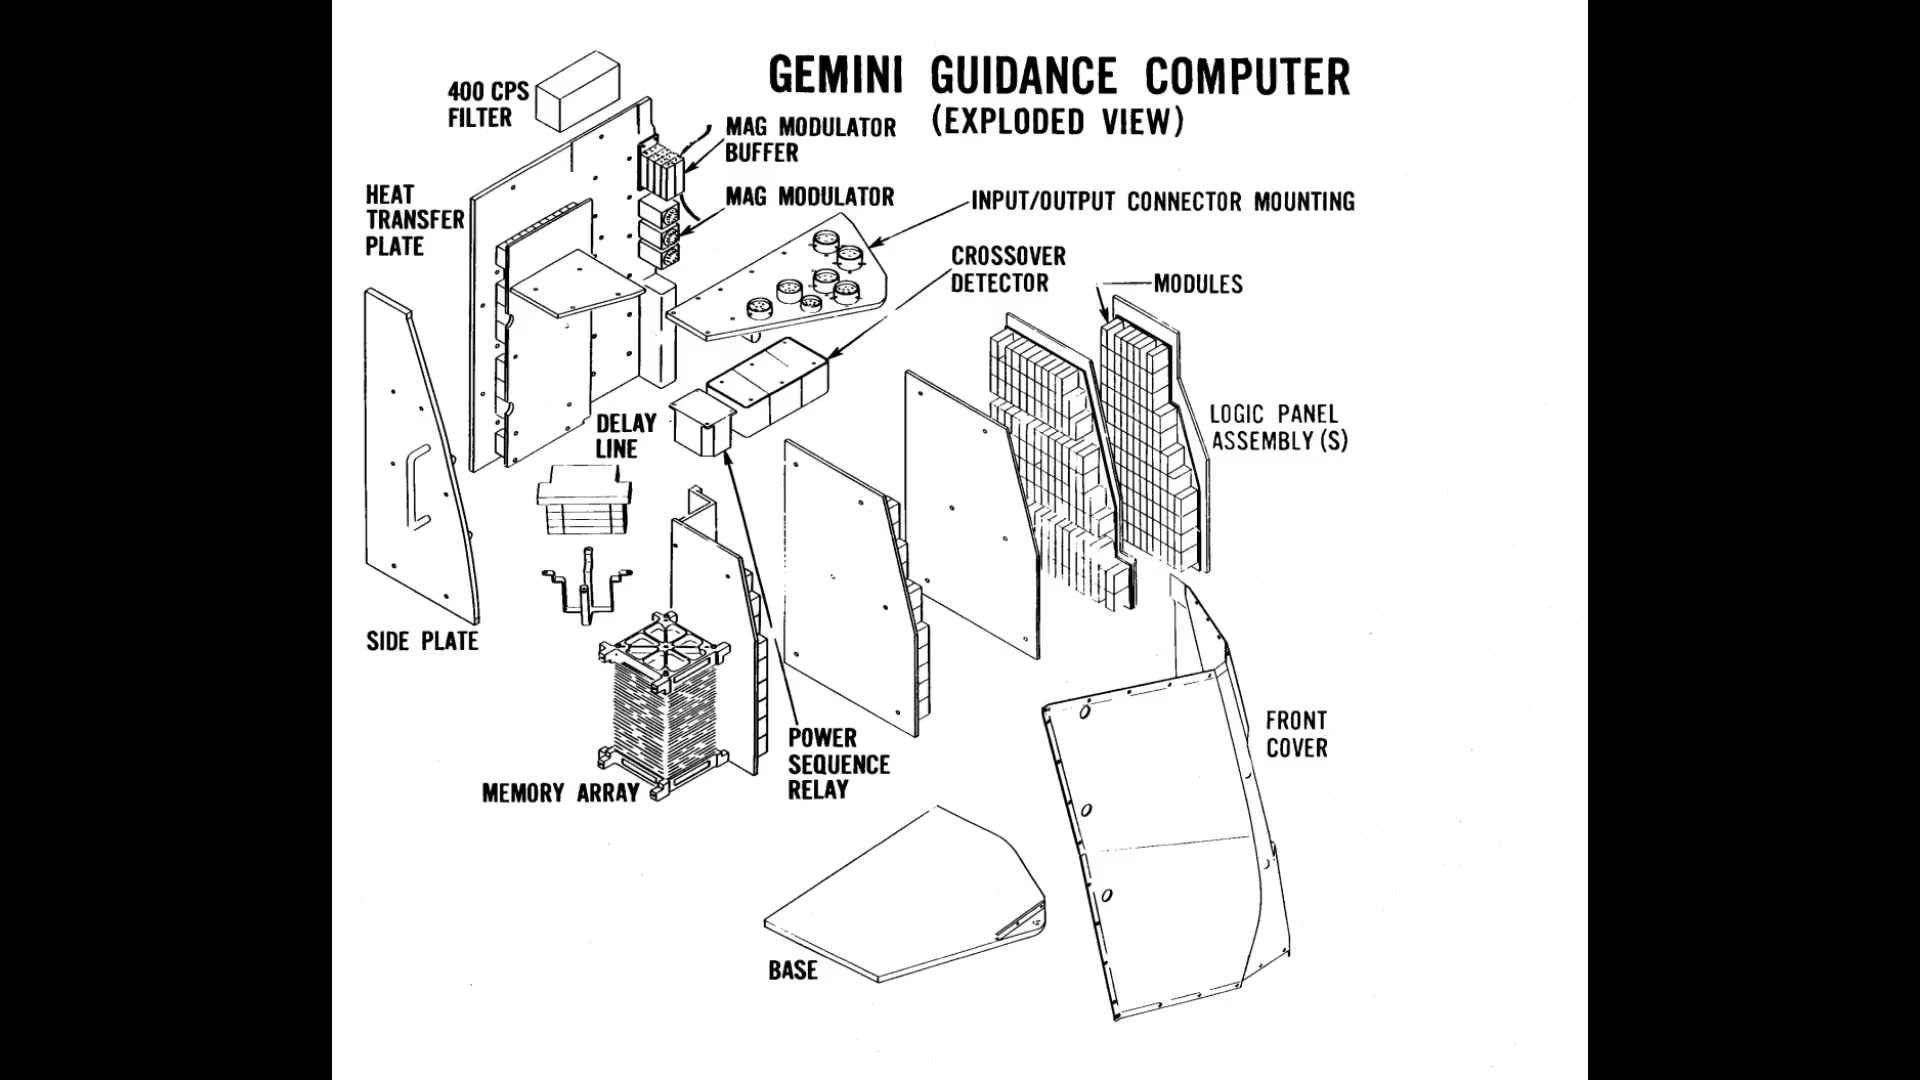 GEMINI GUIDANCE COMPUTER
(EXPLODED VIEW)
400 CPS
FILTER
MAG MODULATOR
BUFFER
HEAT
TRANSFER
PLATE
MAG MODULATOR
INPUT/OUTPUT CONNECTOR MOUNTING
CROSSOVER
DETECTOR
MODULES
DELAY
LINE
LOGIC PANEL
ASSEMBLY(S)
SIDE PLATE
POWER
SEQUENCE
RELAY
FRONT
COVER
MEMORY ARRAY
BASE